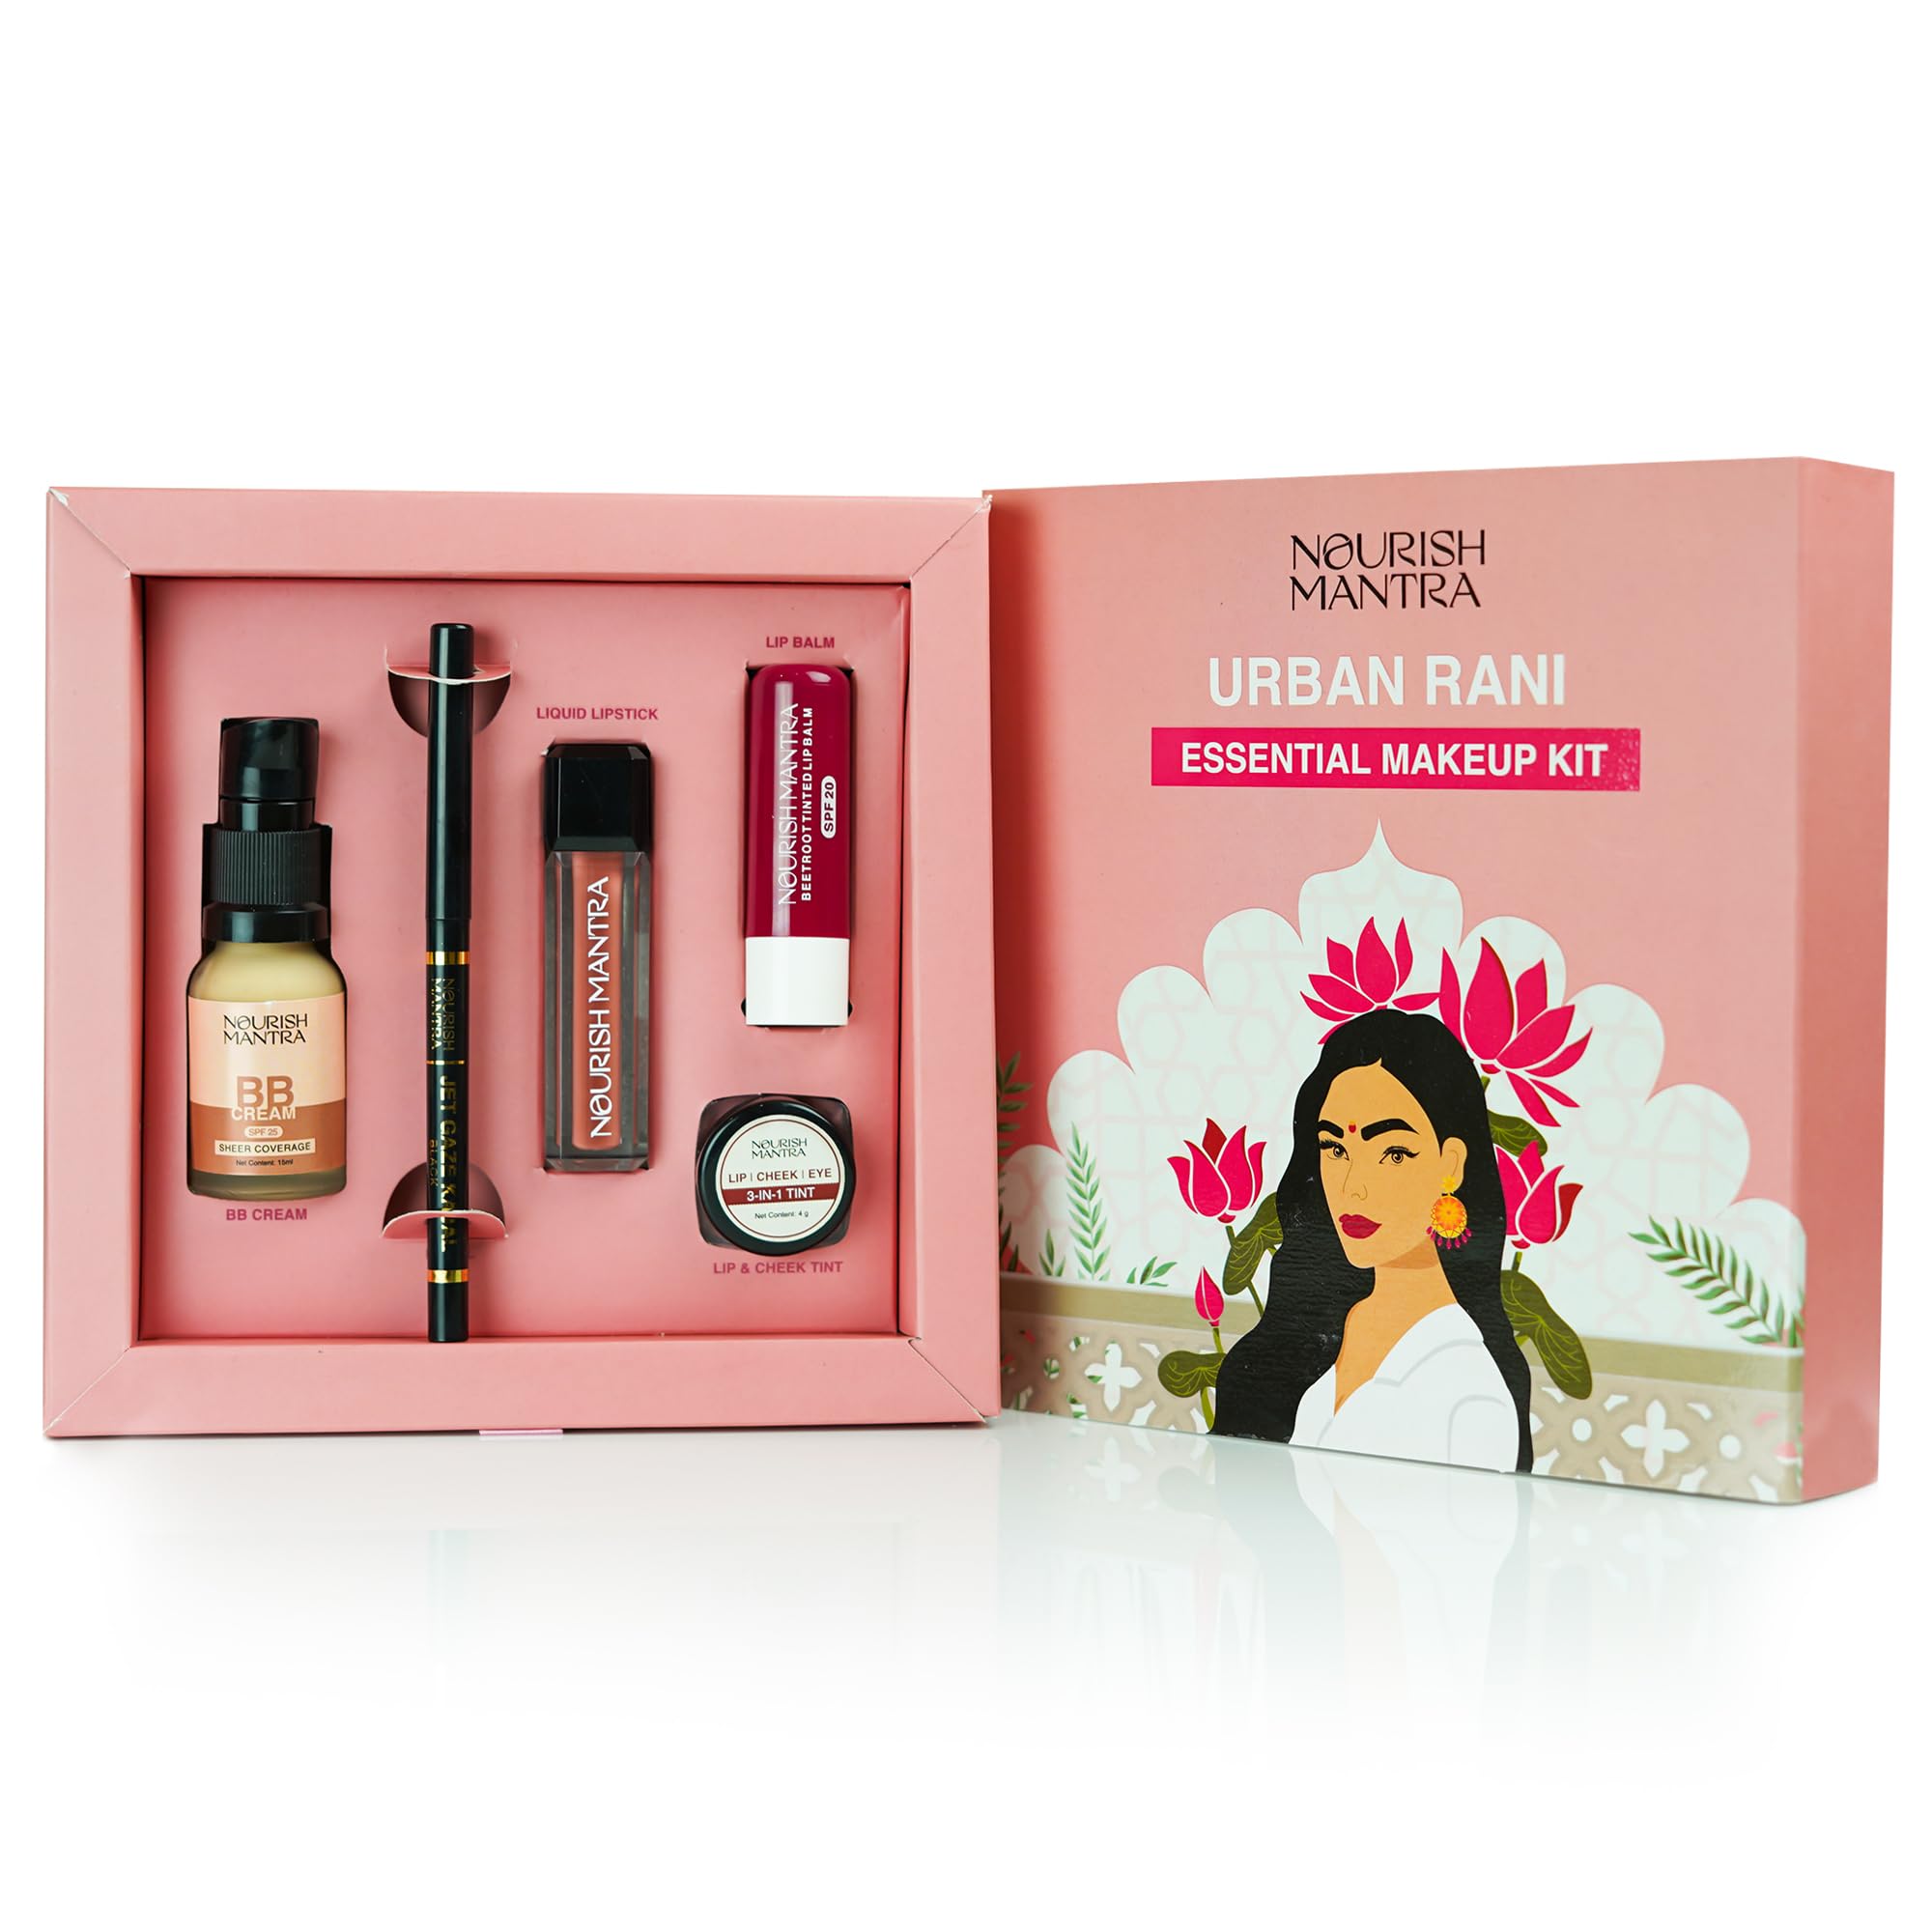 LIP BALM
LIQUID LIPSTICK
NOURISH MANTRA
BEETROOT TINTED LIP BALM
SPF 20
NOURISH MANTRA
NOURISH
MANTRA
BB
CREAM
SPF 25
SHEER COVERAGE
Net Content: 15ml
BB CREAM
NOURISH
MANTRA
JET GAZE KAJAL
BLACK
NOURISH
MANTRA
LIP | CHEEK | EYE
3-IN-1 TINT
Net Content: 4 g
LIP & CHEEK TINT
NOURISH
MANTRA
URBAN RANI
ESSENTIAL MAKEUP KIT